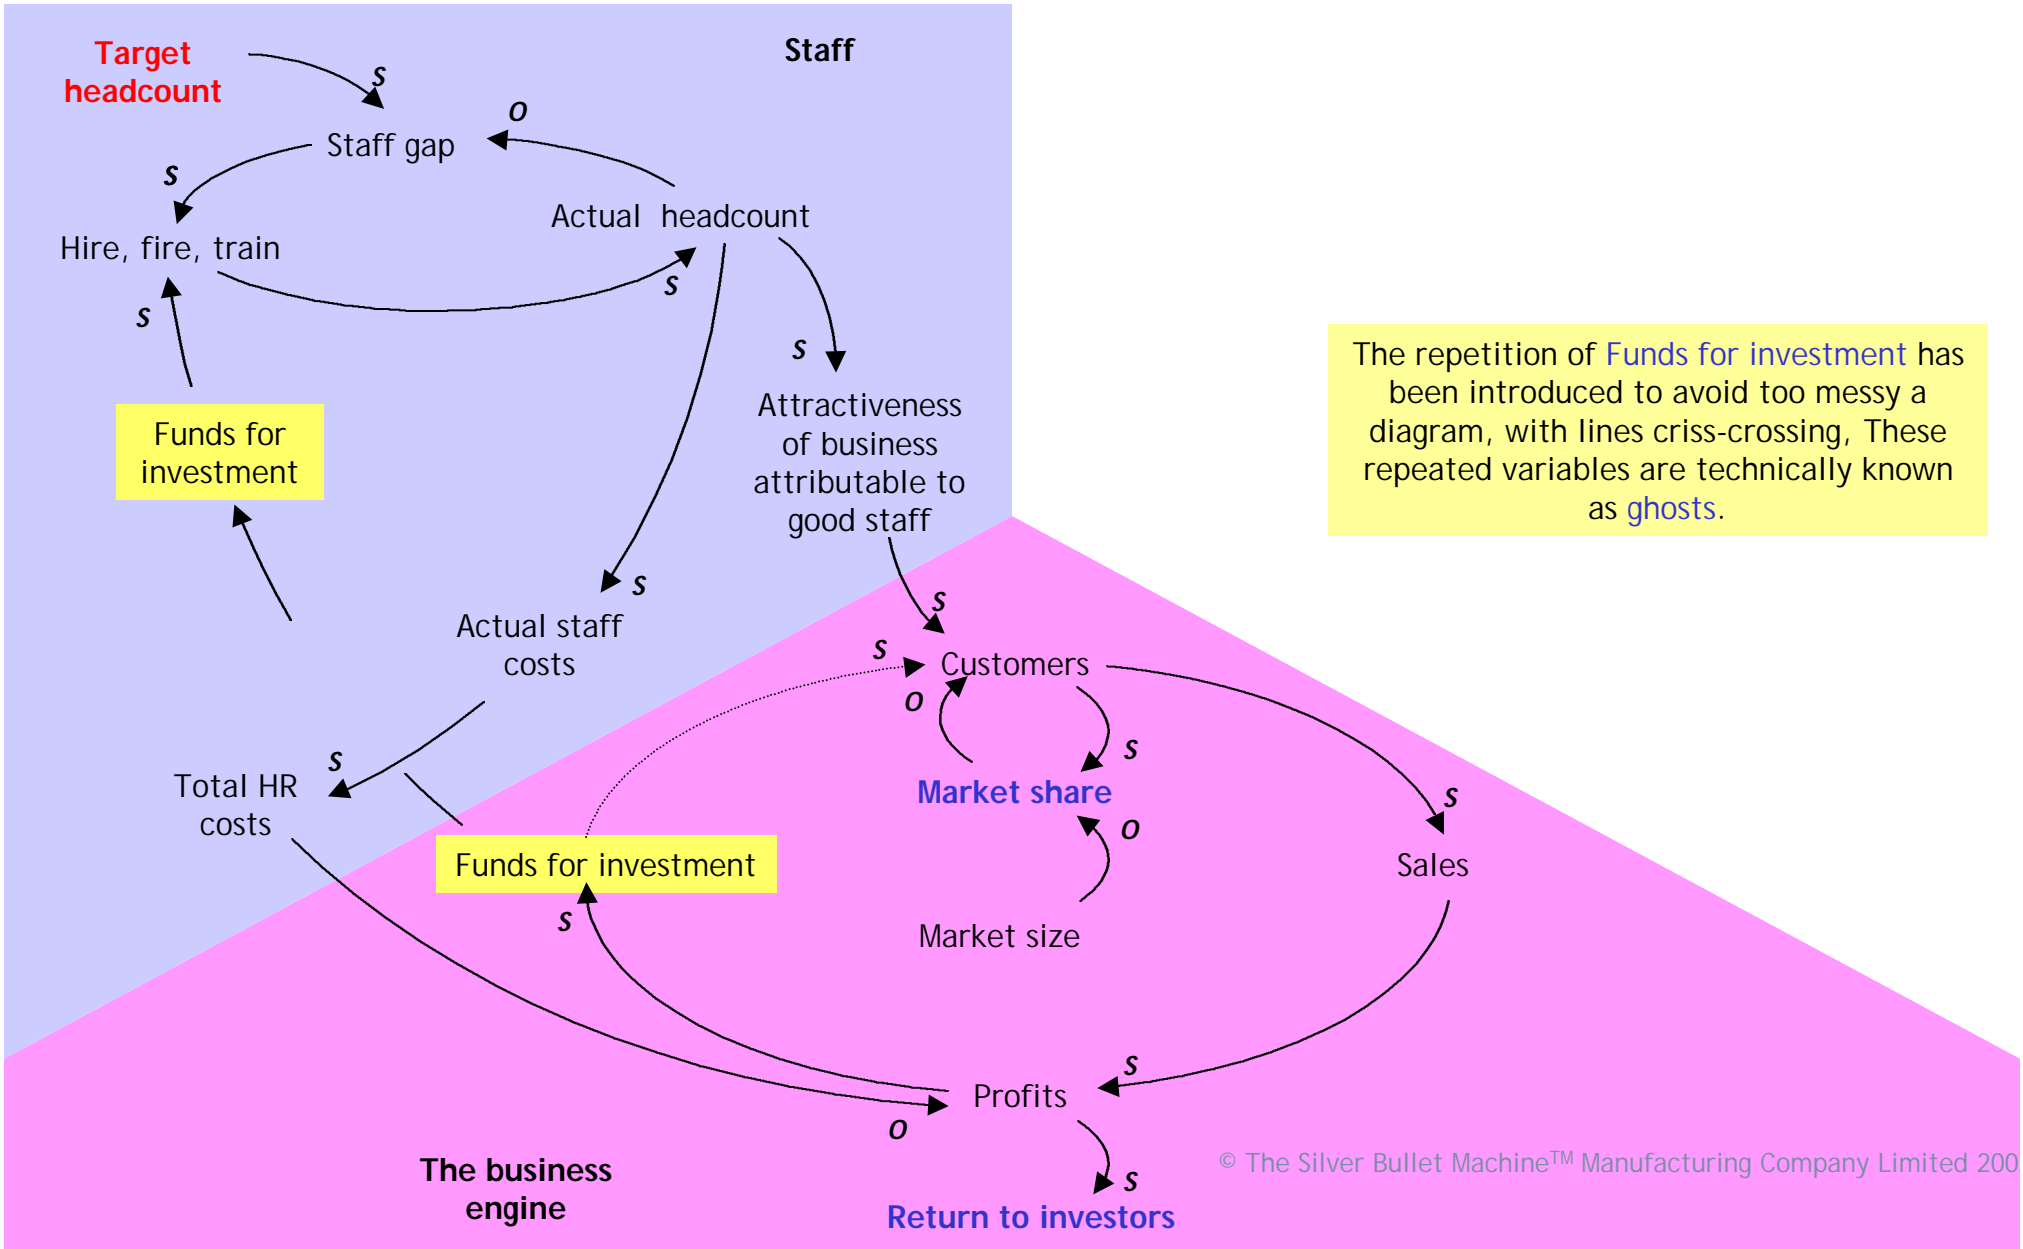 Target
headcount
Staff
S
O
Staff gap
S
Actual headcount
Hire, fire, train
S
S
S
Funds for
investment
Attractiveness
of business
attributable to
good staff
The repetition of Funds for investment has
been introduced to avoid too messy a
diagram, with lines criss-crossing, These
repeated variables are technically known
as ghosts.
S
Actual staff
costs
S
S
Customers
O
S
Total HR
costs
S
Market share
S
O
Funds for investment
Sales
S
Market size
S
Profits
O
The business
engine
S
Return to investors
© The Silver Bullet Machine™ Manufacturing Company Limited 200